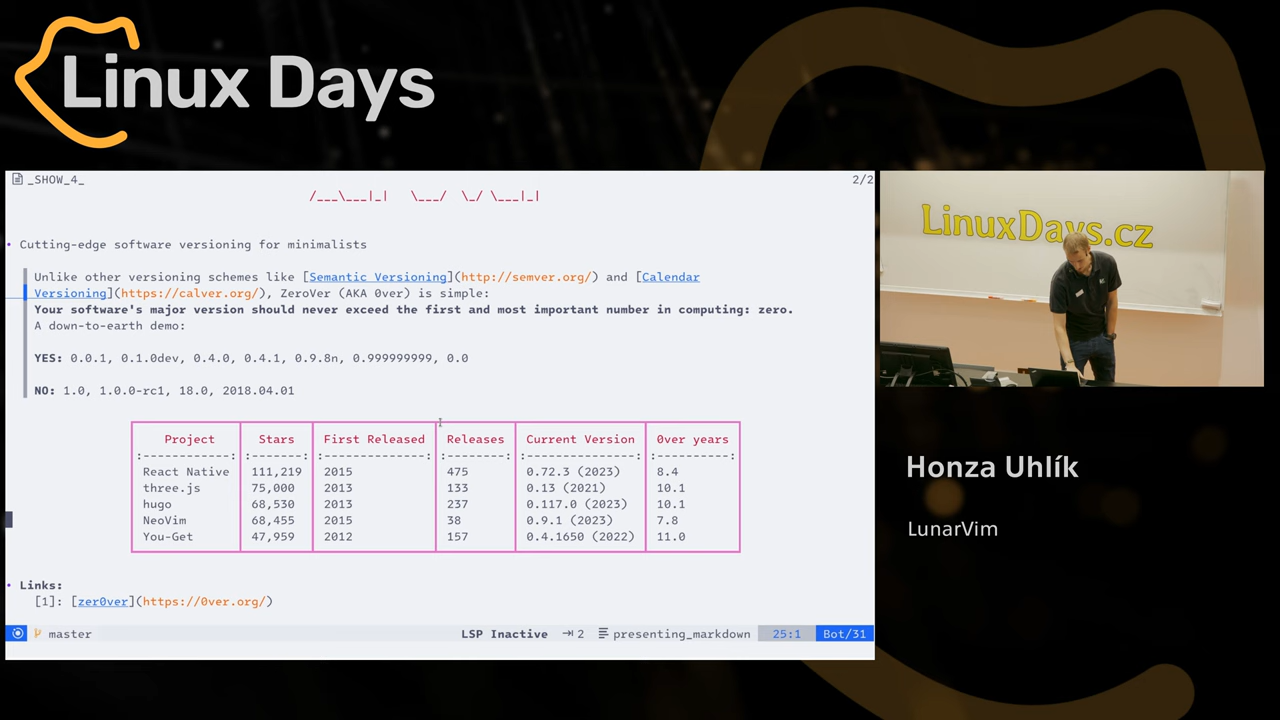 Linux Days
_SHOW_4_
2/2
/___\___|_|   \___/  \_/ \___|_|
• Cutting-edge software versioning for minimalists
Unlike other versioning schemes like [Semantic Versioning](http://semver.org/) and [Calendar
Versioning](https://calver.org/), ZeroVer (AKA 0ver) is simple:
Your software's major version should never exceed the first and most important number in computing: zero.
A down-to-earth demo:
YES: 0.0.1, 0.1.0dev, 0.4.0, 0.4.1, 0.9.8n, 0.999999999, 0.0
NO: 1.0, 1.0.0-rc1, 18.0, 2018.04.01
Project Stars First Released Releases Current Version 0ver years
:-----------: :-------: :--------------: :--------: :---------------: :----------:
React Native 111,219 2015 475 0.72.3 (2023) 8.4
three.js 75,000 2013 133 0.13 (2021) 10.1
hugo 68,530 2013 237 0.117.0 (2023) 10.1
NeoVim 68,455 2015 38 0.9.1 (2023) 7.8
You-Get 47,959 2012 157 0.4.1650 (2022) 11.0
• Links:
[1]: [zer0ver](https://0ver.org/)
master LSP Inactive 2 presenting_markdown 25:1 Bot/31
LinuxDays.cz
Honza Uhlík
LunarVim